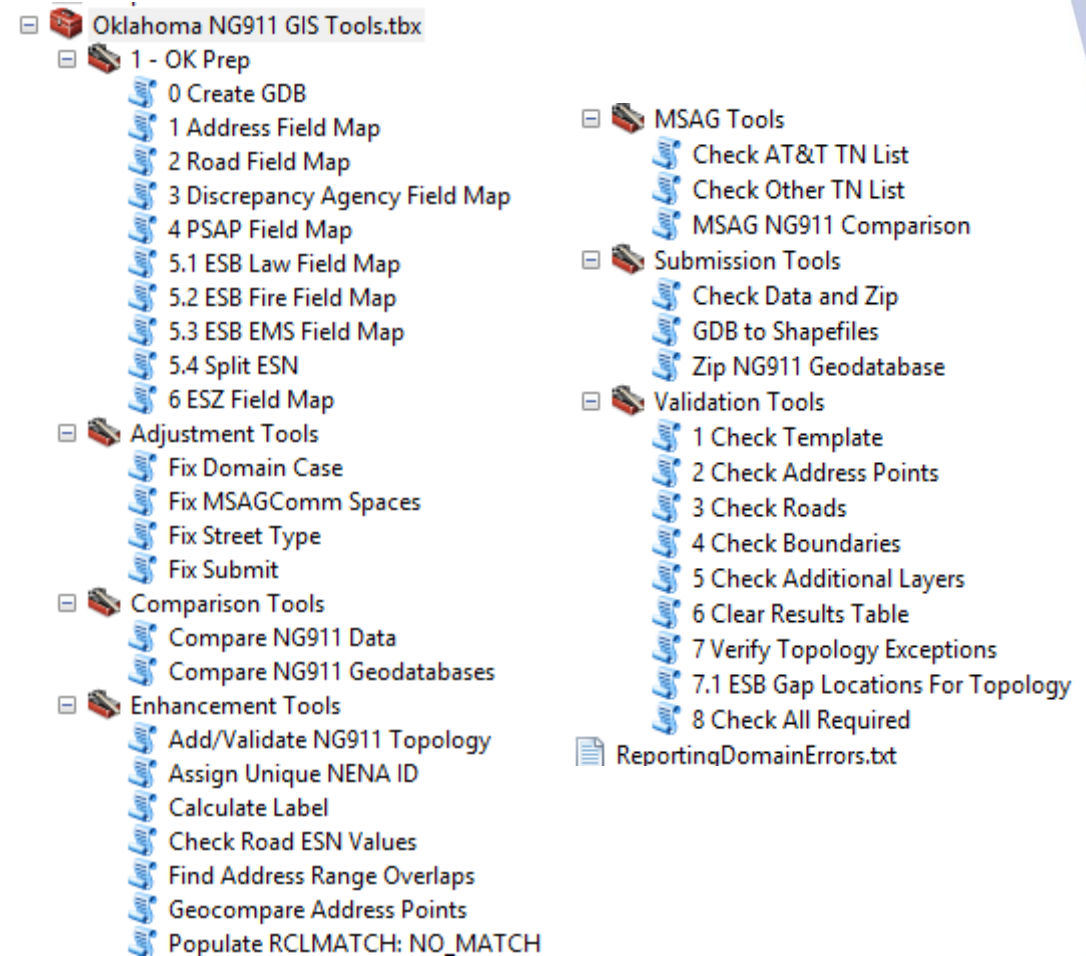 Oklahoma NG911 GIS Tools.tbx
1 - OK Prep
0 Create GDB
1 Address Field Map
2 Road Field Map
3 Discrepancy Agency Field Map
4 PSAP Field Map
5.1 ESB Law Field Map
5.2 ESB Fire Field Map
5.3 ESB EMS Field Map
5.4 Split ESN
6 ESZ Field Map
Adjustment Tools
Fix Domain Case
Fix MSAGComm Spaces
Fix Street Type
Fix Submit
Comparison Tools
Compare NG911 Data
Compare NG911 Geodatabases
Enhancement Tools
Add/Validate NG911 Topology
Assign Unique NENA ID
Calculate Label
Check Road ESN Values
Find Address Range Overlaps
Geocompare Address Points
Populate RCLMATCH: NO_MATCH
MSAG Tools
Check AT&T TN List
Check Other TN List
MSAG NG911 Comparison
Submission Tools
Check Data and Zip
GDB to Shapefiles
Zip NG911 Geodatabase
Validation Tools
1 Check Template
2 Check Address Points
3 Check Roads
4 Check Boundaries
5 Check Additional Layers
6 Clear Results Table
7 Verify Topology Exceptions
7.1 ESB Gap Locations For Topology
8 Check All Required
ReportingDomainErrors.txt